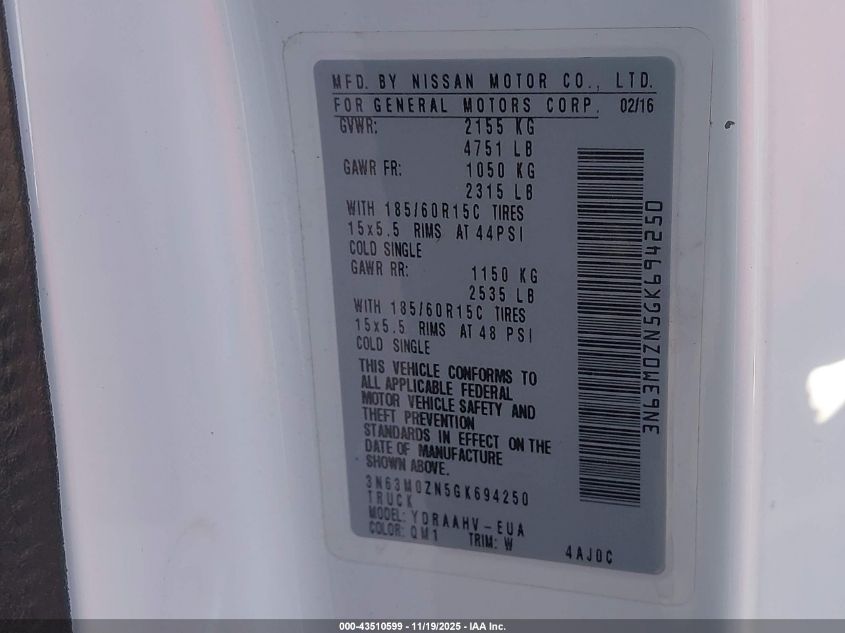 MFD. BY NISSAN MOTOR CO., LTD.
FOR GENERAL MOTORS CORP. 02/16
GVWR: 2155 KG
4751 LB
GAWR FR: 1050 KG
2315 LB
WITH 185/60R15C TIRES
15x5.5 RIMS AT 44PSI
COLD SINGLE
GAWR RR: 1150 KG
2535 LB
WITH 185/60R15C TIRES
15x5.5 RIMS AT 48 PSI
COLD SINGLE
THIS VEHICLE CONFORMS TO
ALL APPLICABLE FEDERAL
MOTOR VEHICLE SAFETY AND
THEFT PREVENTION
STANDARDS IN EFFECT ON THE
DATE OF MANUFACTURE
SHOWN ABOVE.
3N63M0ZN5GK694250
TRUCK
MODEL: YDRAAHV-EUA
COLOR: QM1 TRIM: W
4AJ0C
3N63M0ZN5GK694250
000-43510599 - 11/19/2025 - IAA Inc.